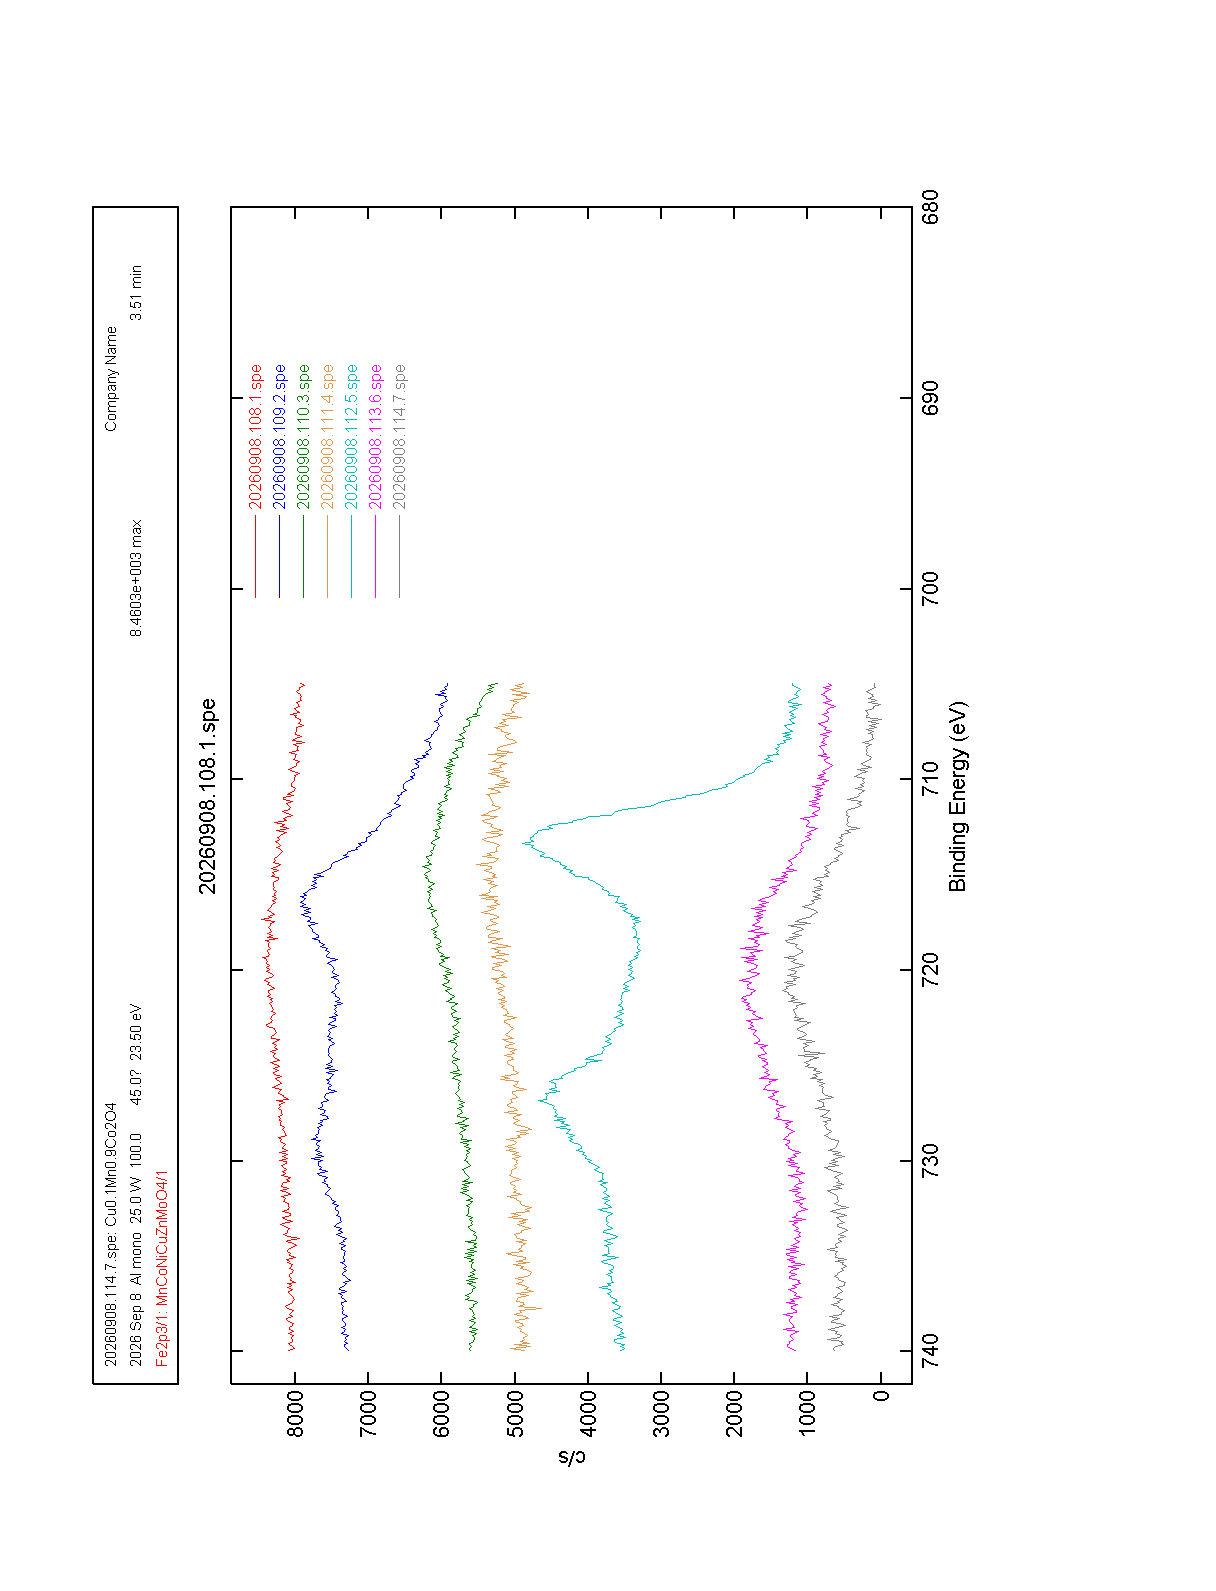 20260908.114.7.spe: Cu0.1Mn0.9Co2O4 Company Name
2026 Sep 8 Al mono 25.0 W 100.0 45.0? 23.50 eV 8.4603e+003 max 3.51 min
Fe2p3/1: MnCoNiCuZnMoO4/1
20260908.108.1.spe
20260908.108.1.spe
20260908.109.2.spe
20260908.110.3.spe
20260908.111.4.spe
20260908.112.5.spe
20260908.113.6.spe
20260908.114.7.spe
8000
7000
6000
5000
4000
3000
2000
1000
0
c/s
740 730 720 710 700 690 680
Binding Energy (eV)